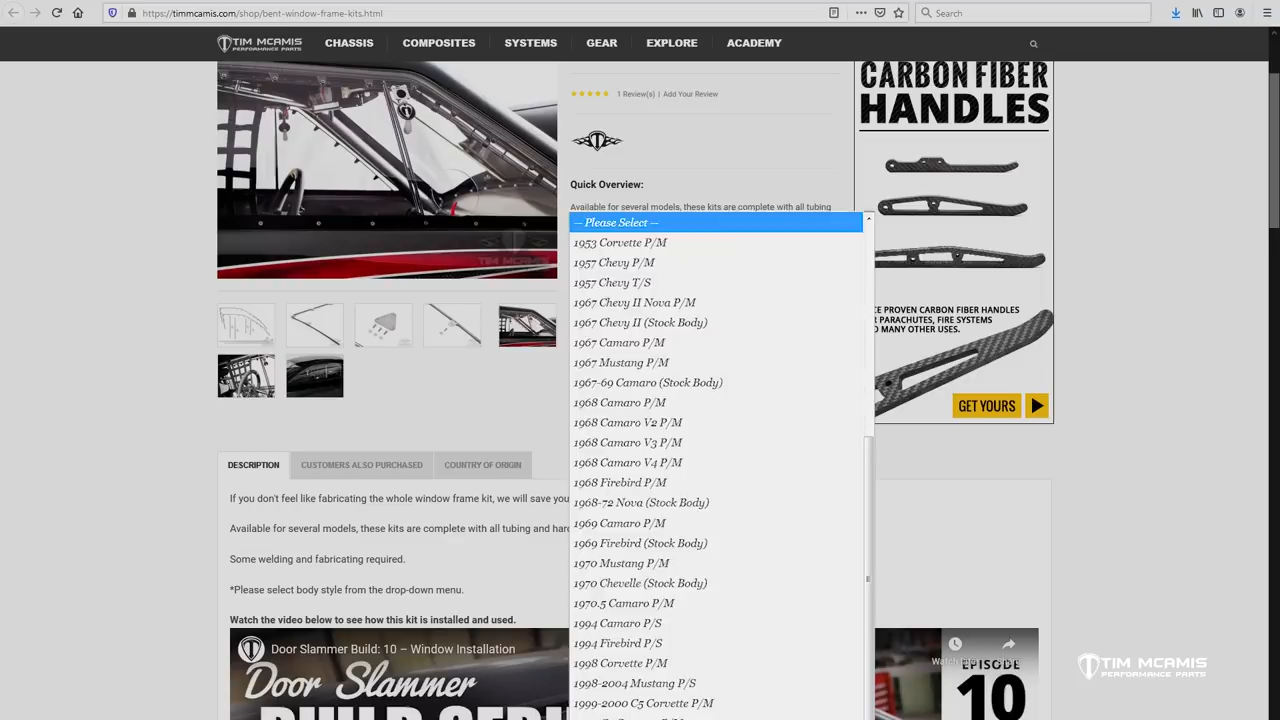 https://timmcamis.com/shop/bent-window-frame-kits.html
Search
TIM MCAMIS
PERFORMANCE PARTS
CHASSIS
COMPOSITES
SYSTEMS
GEAR
EXPLORE
ACADEMY
1 Review(s) | Add Your Review
Quick Overview:
Available for several models, these kits are complete with all tubing
-- Please Select --
1953 Corvette P/M
1957 Chevy P/M
1957 Chevy T/S
1967 Chevy II Nova P/M
1967 Chevy II (Stock Body)
1967 Camaro P/M
1967 Mustang P/M
1967-69 Camaro (Stock Body)
1968 Camaro P/M
1968 Camaro V2 P/M
1968 Camaro V3 P/M
1968 Camaro V4 P/M
1968 Firebird P/M
1968-72 Nova (Stock Body)
1969 Camaro P/M
1969 Firebird (Stock Body)
1970 Mustang P/M
1970 Chevelle (Stock Body)
1970.5 Camaro P/M
1994 Camaro P/S
1994 Firebird P/S
1998 Corvette P/M
1998-2004 Mustang P/S
1999-2000 C5 Corvette P/M
CARBON FIBER
HANDLES
CE PROVEN CARBON FIBER HANDLES
PARACHUTES, FIRE SYSTEMS
D MANY OTHER USES.
GET YOURS
TIM MCAMIS
DESCRIPTION
CUSTOMERS ALSO PURCHASED
COUNTRY OF ORIGIN
If you don't feel like fabricating the whole window frame kit, we will save you
Available for several models, these kits are complete with all tubing and hard
Some welding and fabricating required.
*Please select body style from the drop-down menu.
Watch the video below to see how this kit is installed and used.
Door Slammer Build: 10 – Window Installation
Door Slammer
BUILD SERIES
Watch
EPISODE
10
TIM MCAMIS
PERFORMANCE PARTS